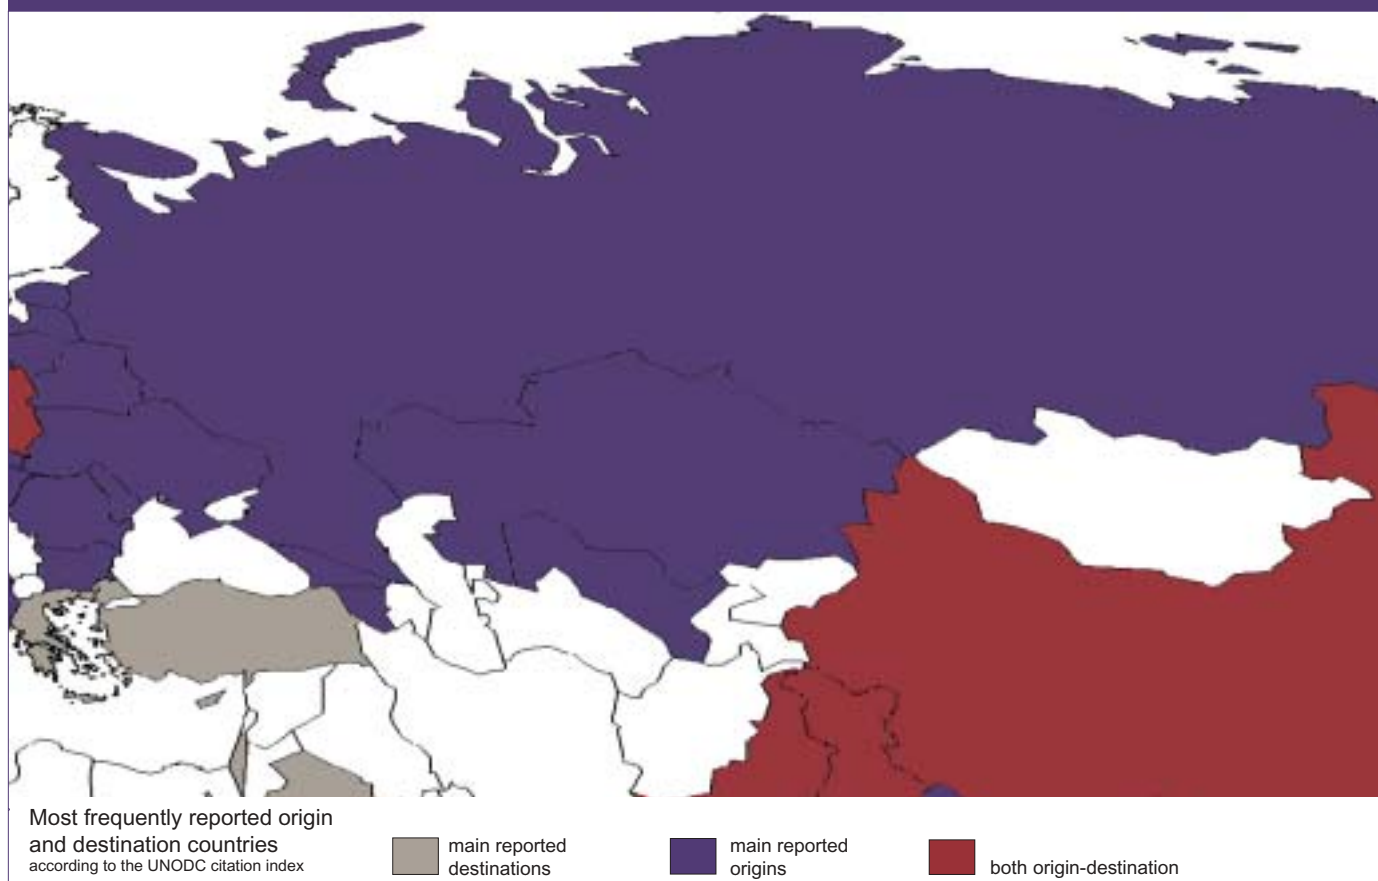 Most frequently reported origin
and destination countries
according to the UNODC citation index
main reported
destinations
main reported
origins
both origin-destination